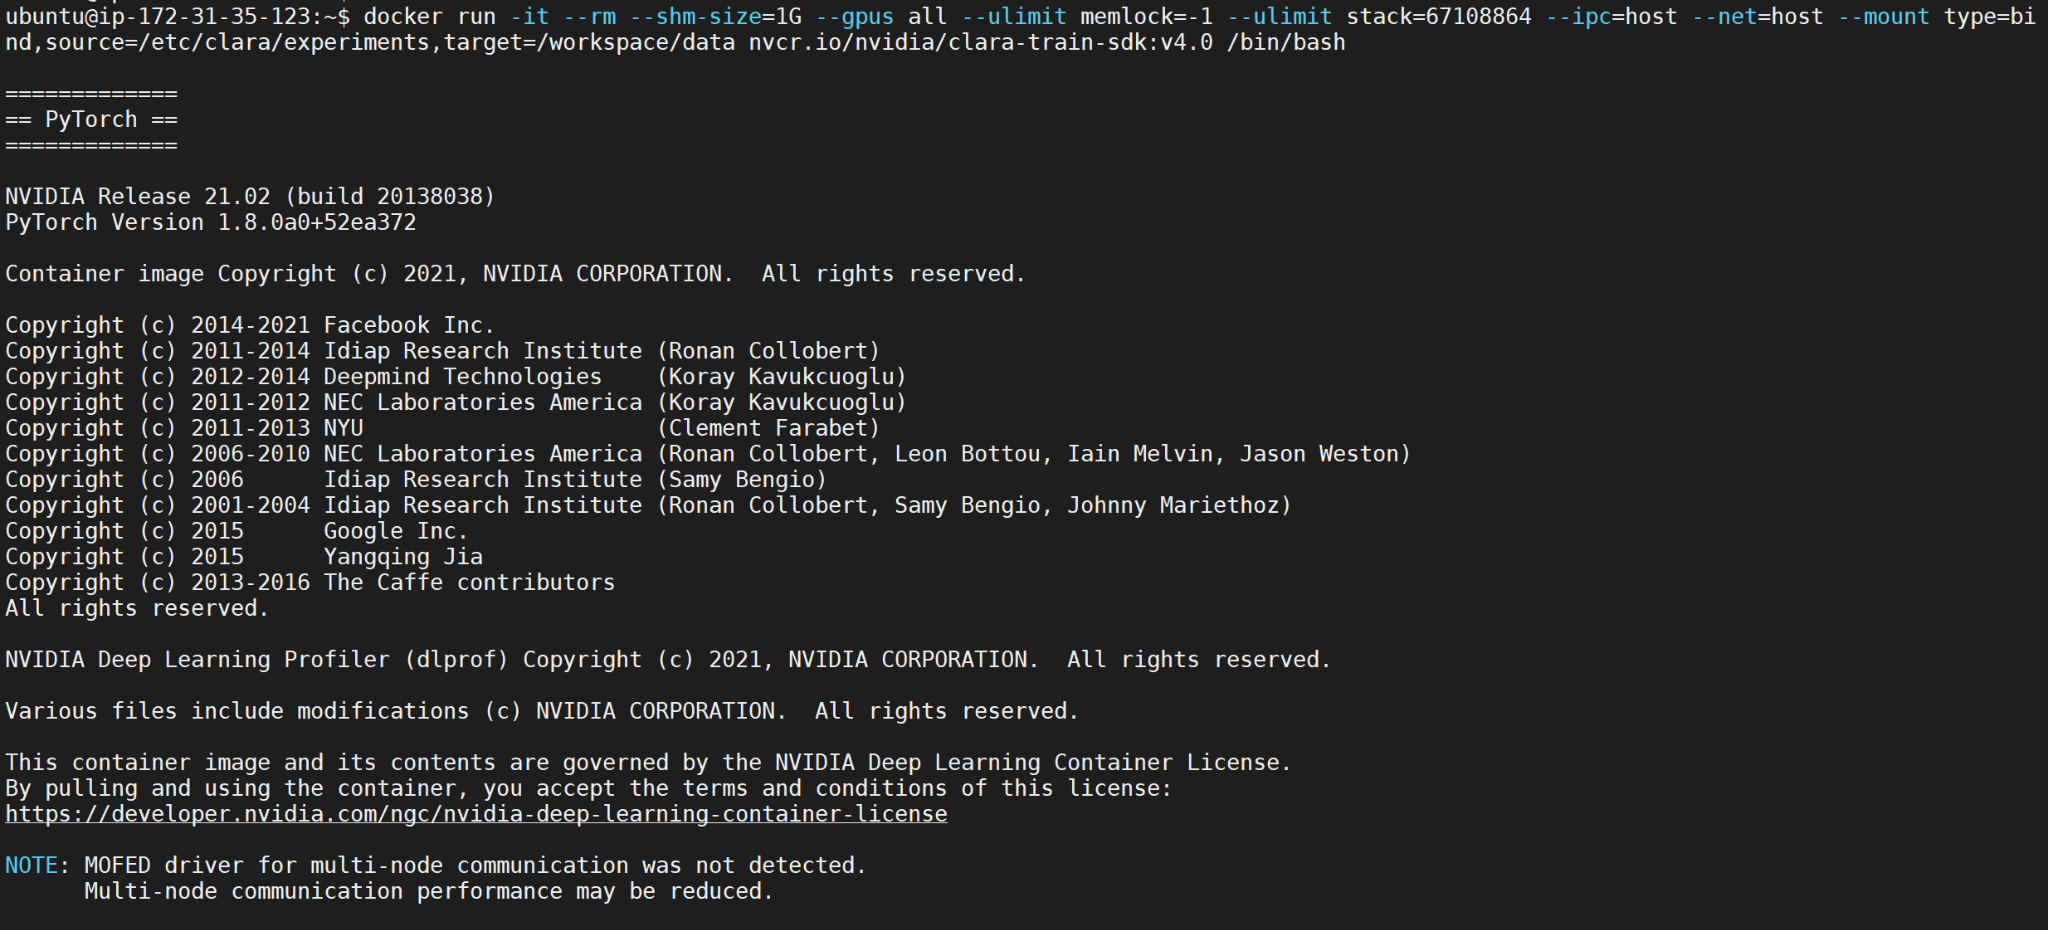 ubuntu@ip-172-31-35-123:~$ docker run -it --rm --shm-size=1G --gpus all --ulimit memlock=-1 --ulimit stack=67108864 --ipc=host --net=host --mount type=bi
nd,source=/etc/clara/experiments,target=/workspace/data nvcr.io/nvidia/clara-train-sdk:v4.0 /bin/bash
=============
== PyTorch ==
=============
NVIDIA Release 21.02 (build 20138038)
PyTorch Version 1.8.0a0+52ea372
Container image Copyright (c) 2021, NVIDIA CORPORATION.  All rights reserved.
Copyright (c) 2014-2021 Facebook Inc.
Copyright (c) 2011-2014 Idiap Research Institute (Ronan Collobert)
Copyright (c) 2012-2014 Deepmind Technologies    (Koray Kavukcuoglu)
Copyright (c) 2011-2012 NEC Laboratories America (Koray Kavukcuoglu)
Copyright (c) 2011-2013 NYU                      (Clement Farabet)
Copyright (c) 2006-2010 NEC Laboratories America (Ronan Collobert, Leon Bottou, Iain Melvin, Jason Weston)
Copyright (c) 2006      Idiap Research Institute (Samy Bengio)
Copyright (c) 2001-2004 Idiap Research Institute (Ronan Collobert, Samy Bengio, Johnny Mariethoz)
Copyright (c) 2015      Google Inc.
Copyright (c) 2015      Yangqing Jia
Copyright (c) 2013-2016 The Caffe contributors
All rights reserved.
NVIDIA Deep Learning Profiler (dlprof) Copyright (c) 2021, NVIDIA CORPORATION.  All rights reserved.
Various files include modifications (c) NVIDIA CORPORATION.  All rights reserved.
This container image and its contents are governed by the NVIDIA Deep Learning Container License.
By pulling and using the container, you accept the terms and conditions of this license:
https://developer.nvidia.com/ngc/nvidia-deep-learning-container-license
NOTE: MOFED driver for multi-node communication was not detected.
      Multi-node communication performance may be reduced.